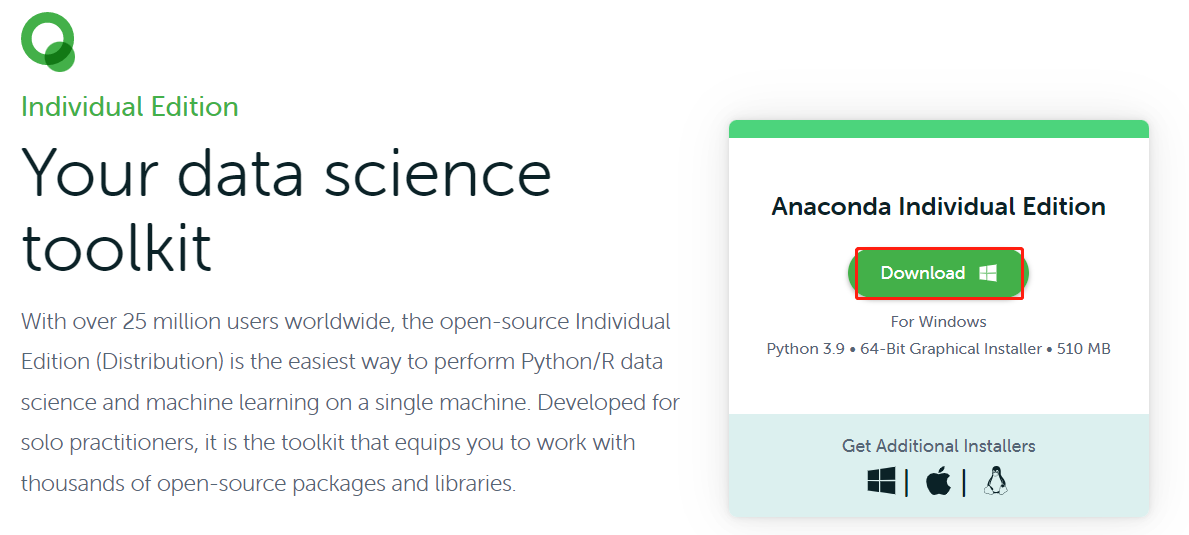 Individual Edition
Your data science
toolkit
With over 25 million users worldwide, the open-source Individual
Edition (Distribution) is the easiest way to perform Python/R data
science and machine learning on a single machine. Developed for
solo practitioners, it is the toolkit that equips you to work with
thousands of open-source packages and libraries.
Anaconda Individual Edition
Download
For Windows
Python 3.9 • 64-Bit Graphical Installer • 510 MB
Get Additional Installers